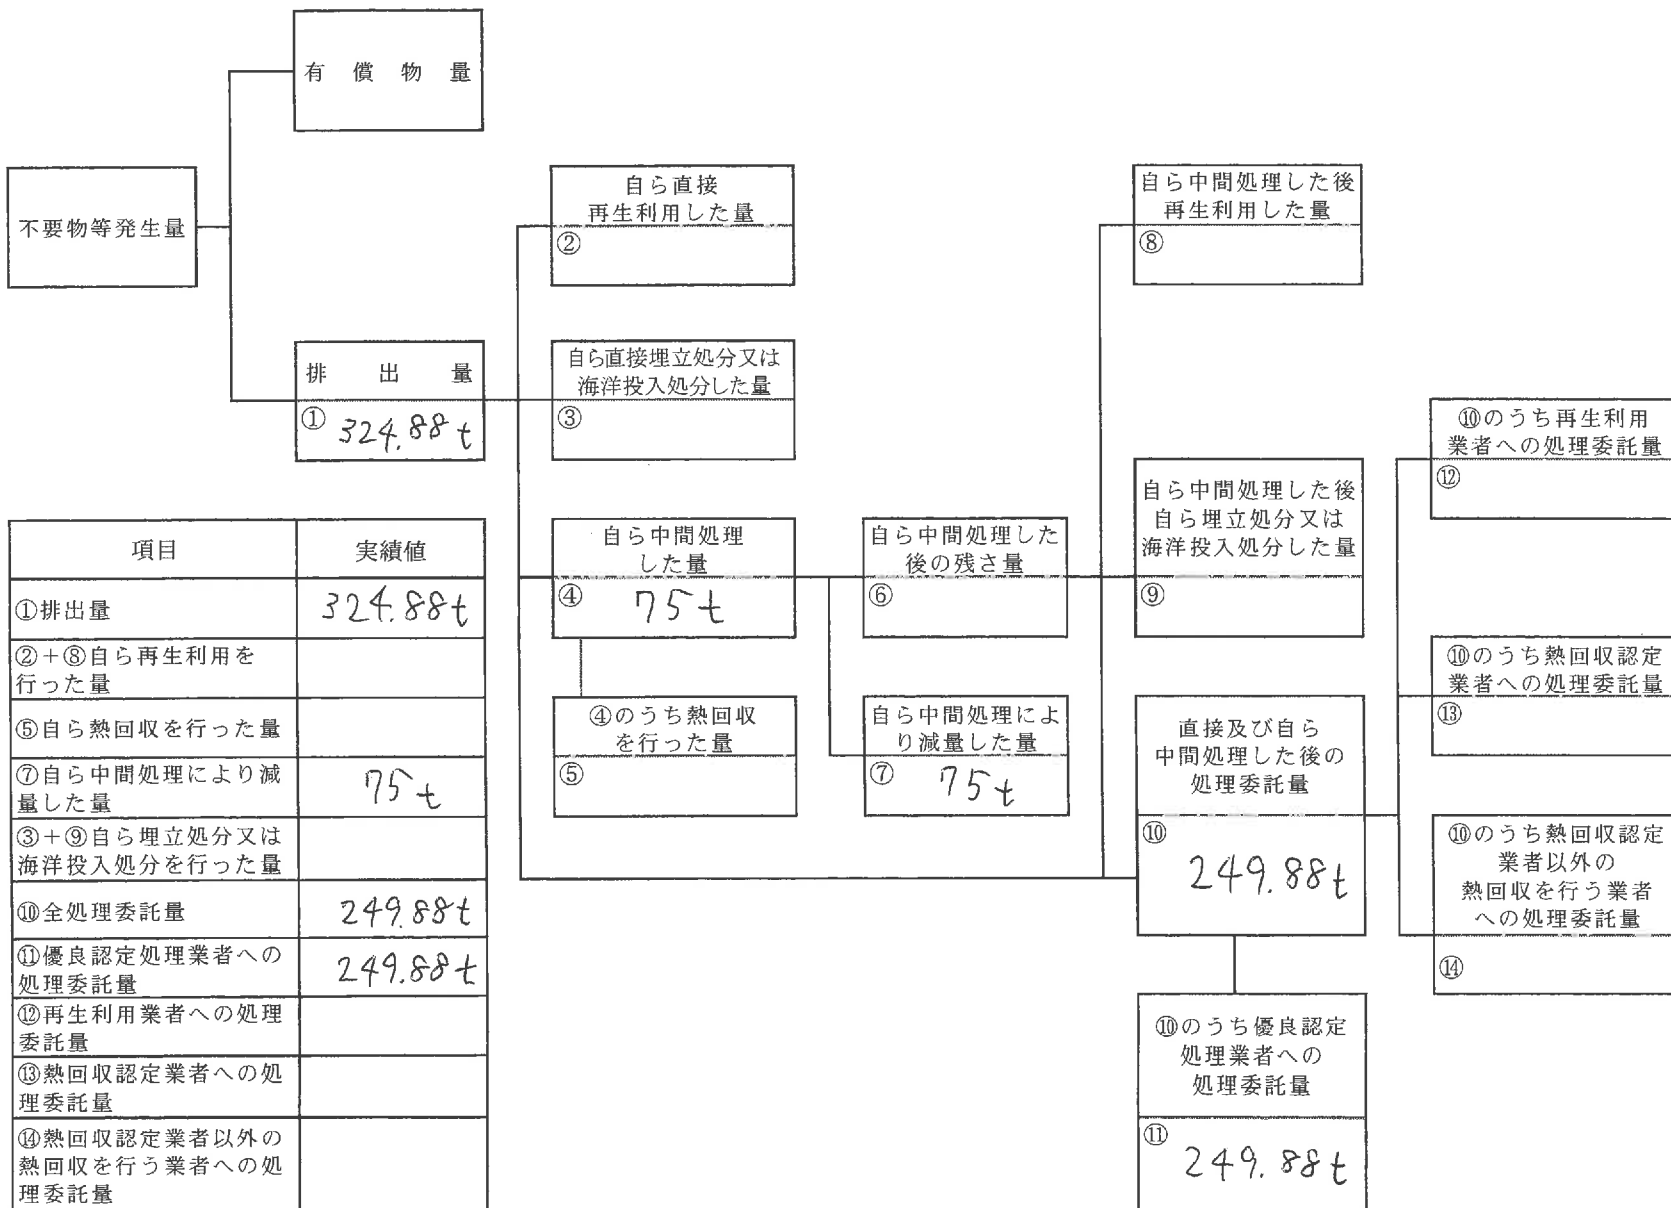 有償物量
不要物等発生量
排出量
① 324.88t
自ら直接
再生利用した量
②
自ら直接埋立処分又は
海洋投入処分した量
③
自ら中間処理
した量
④ 75t
④のうち熱回収
を行った量
⑤
自ら中間処理した
後の残さ量
⑥
自ら中間処理によ
り減量した量
⑦ 75t
自ら中間処理した後
再生利用した量
⑧
自ら中間処理した後
自ら埋立処分又は
海洋投入処分した量
⑨
直接及び自ら
中間処理した後の
処理委託量
⑩ 249.88t
⑩のうち優良認定
処理業者への
処理委託量
⑪ 249.88t
⑩のうち再生利用
業者への処理委託量
⑫
⑩のうち熱回収認定
業者への処理委託量
⑬
⑩のうち熱回収認定
業者以外の
熱回収を行う業者
への処理委託量
⑭
項目 実績値
①排出量 324.88t
②+⑧自ら再生利用を
行った量
⑤自ら熱回収を行った量
⑦自ら中間処理により減
量した量 75t
③+⑨自ら埋立処分又は
海洋投入処分を行った量
⑩全処理委託量 249.88t
⑪優良認定処理業者への
処理委託量 249.88t
⑫再生利用業者への処理
委託量
⑬熱回収認定業者への処
理委託量
⑭熱回収認定業者以外の
熱回収を行う業者への処
理委託量